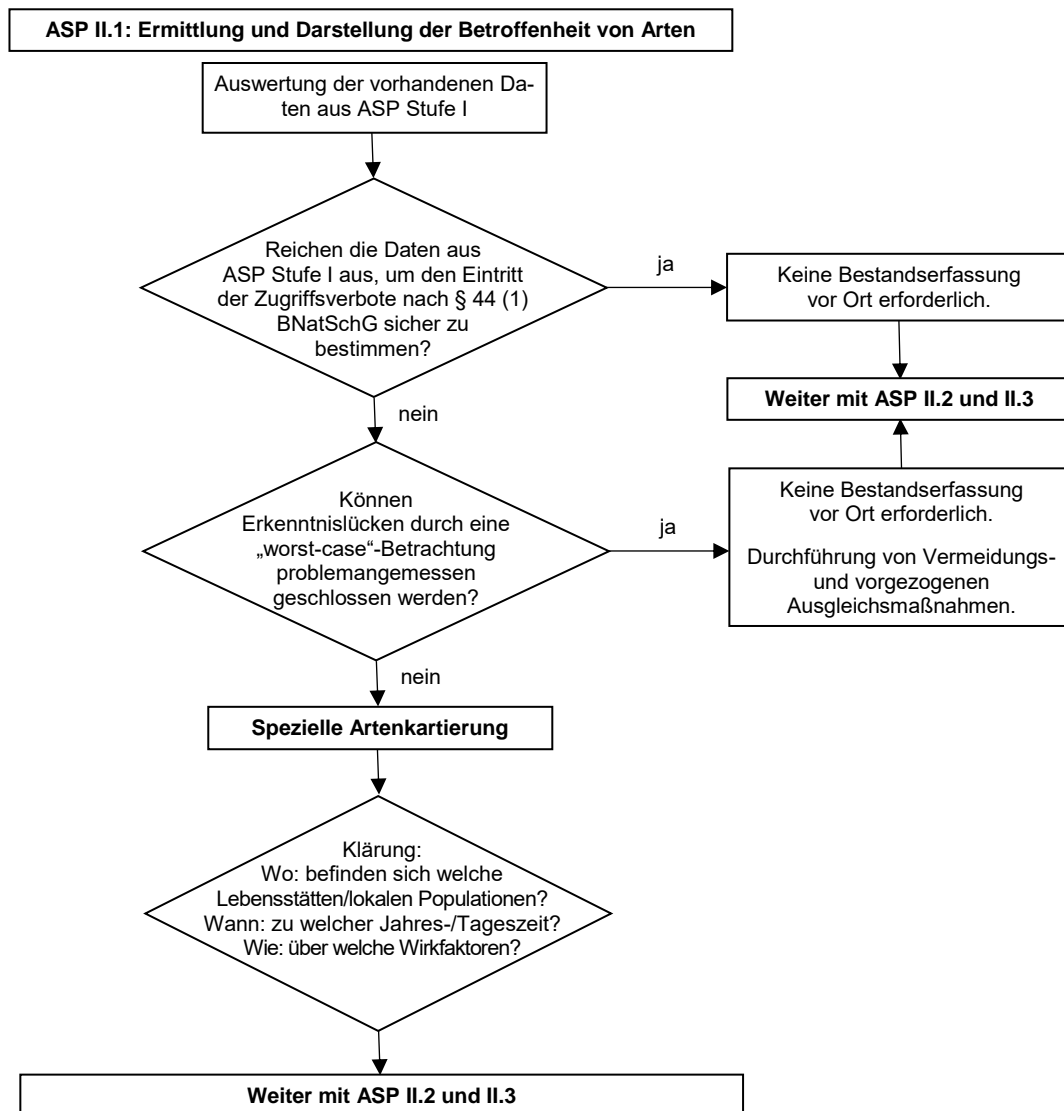 ASP II.1: Ermittlung und Darstellung der Betroffenheit von Arten
Auswertung der vorhandenen Da-
ten aus ASP Stufe I
Reichen die Daten aus
ASP Stufe I aus, um den Eintritt
der Zugriffsverbote nach § 44 (1)
BNatSchG sicher zu
bestimmen?
ja
Keine Bestandserfassung
vor Ort erforderlich.
Weiter mit ASP II.2 und II.3
nein
Können
Erkenntnislücken durch eine
„worst-case“-Betrachtung
problemangemessen
geschlossen werden?
ja
Keine Bestandserfassung
vor Ort erforderlich.
Durchführung von Vermeidungs-
und vorgezogenen
Ausgleichsmaßnahmen.
nein
Spezielle Artenkartierung
Klärung:
Wo: befinden sich welche
Lebensstätten/lokalen Populationen?
Wann: zu welcher Jahres-/Tageszeit?
Wie: über welche Wirkfaktoren?
Weiter mit ASP II.2 und II.3